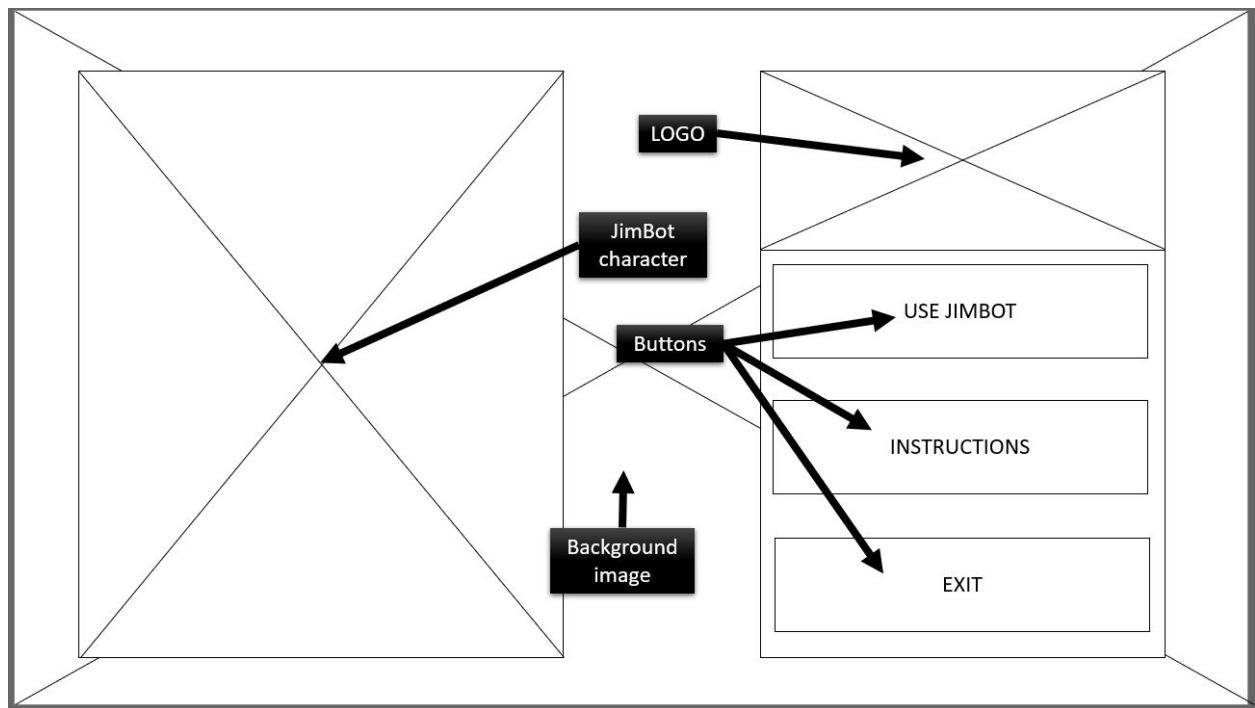 LOGO
JimBot
character
USE JIMBOT
Buttons
INSTRUCTIONS
Background
image
EXIT